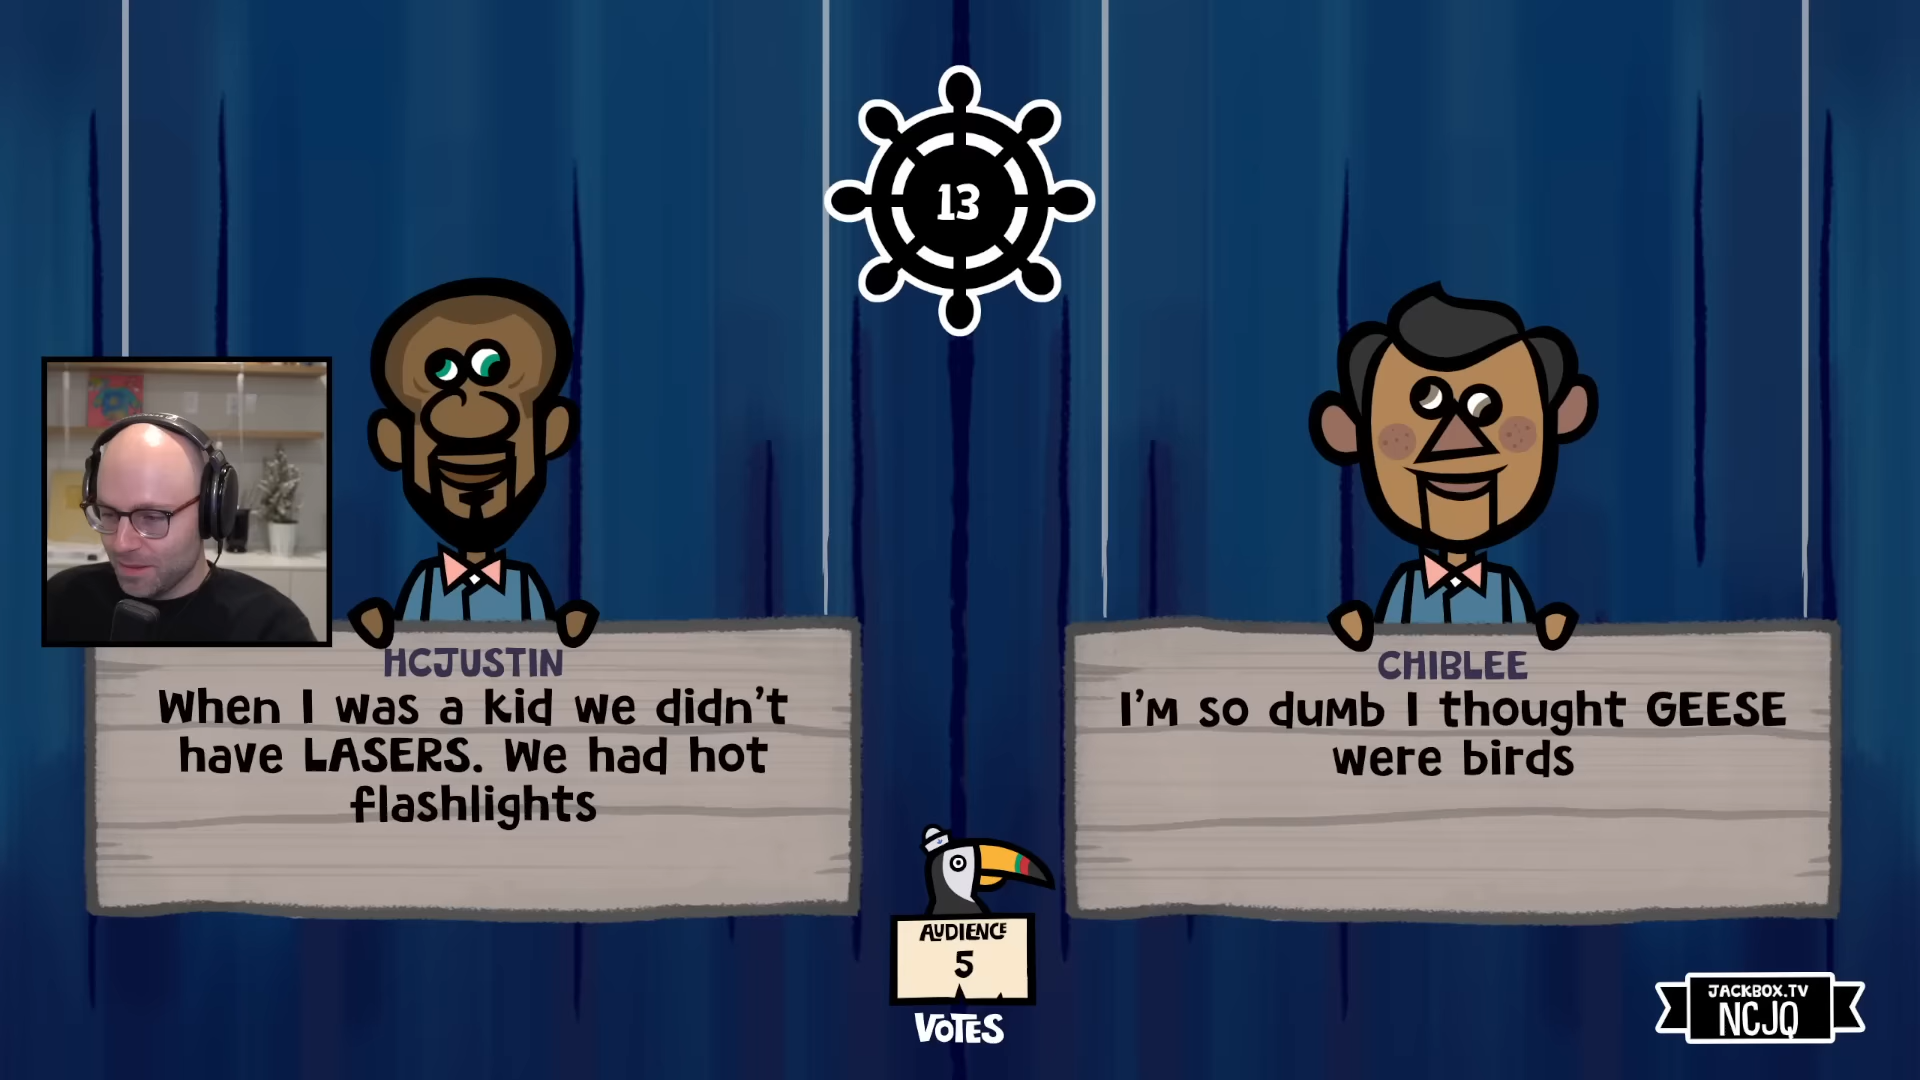 13
HCJUSTIN
When I was a kid we didn't
have LASERS. We had hot
flashlights
CHIBLEE
I'm so dumb I thought GEESE
were birds
AUDIENCE
5
VOTES
JACKBOX.TV
NCJQ